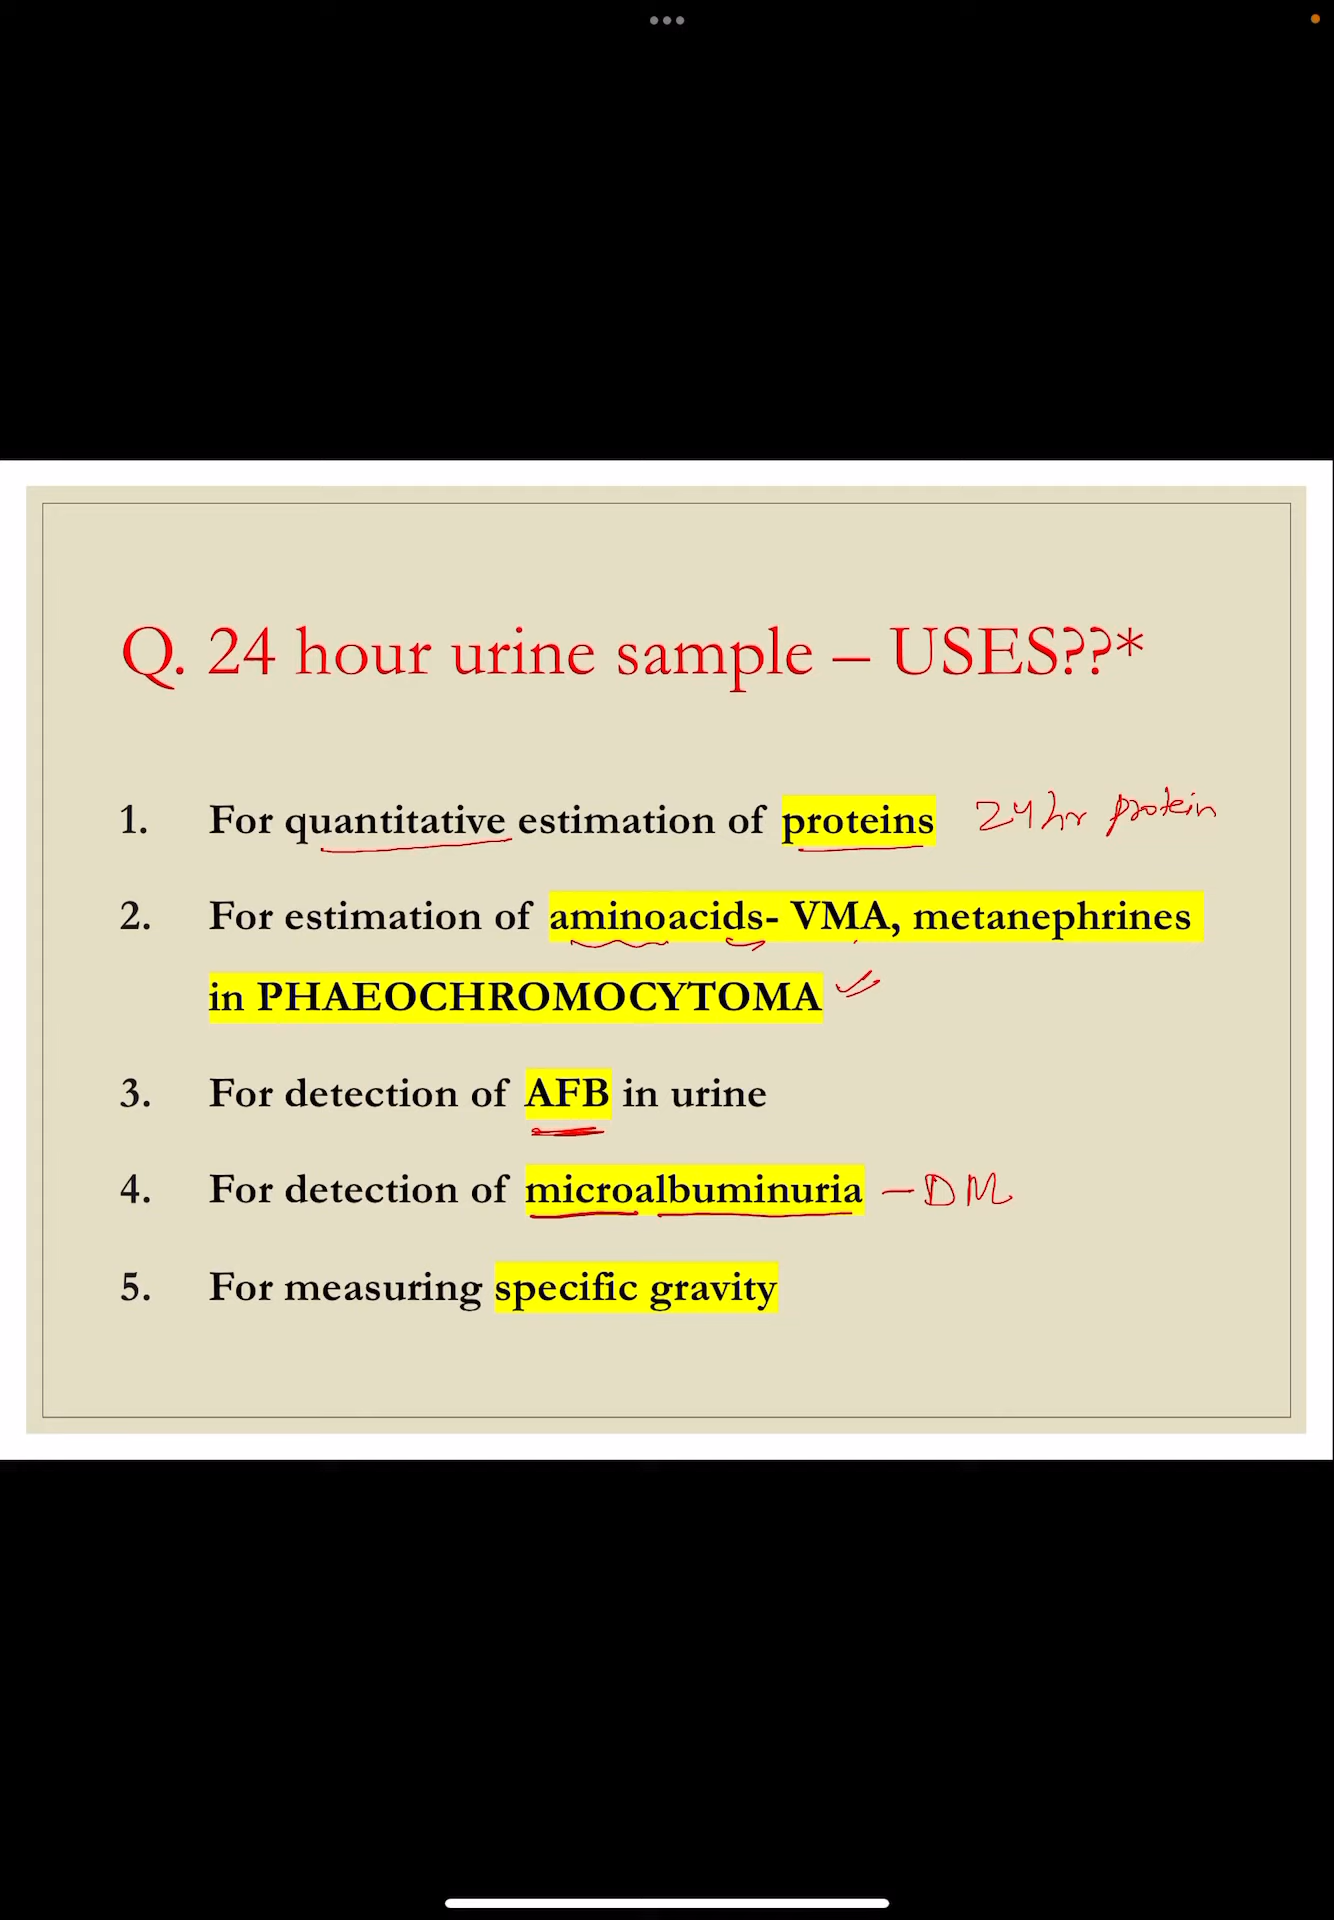 Q. 24 hour urine sample – USES??*
1. For quantitative estimation of proteins 24 hr protein
2. For estimation of aminoacids- VMA, metanephrines
in PHAEOCHROMOCYTOMA
3. For detection of AFB in urine
4. For detection of microalbuminuria – DM
5. For measuring specific gravity